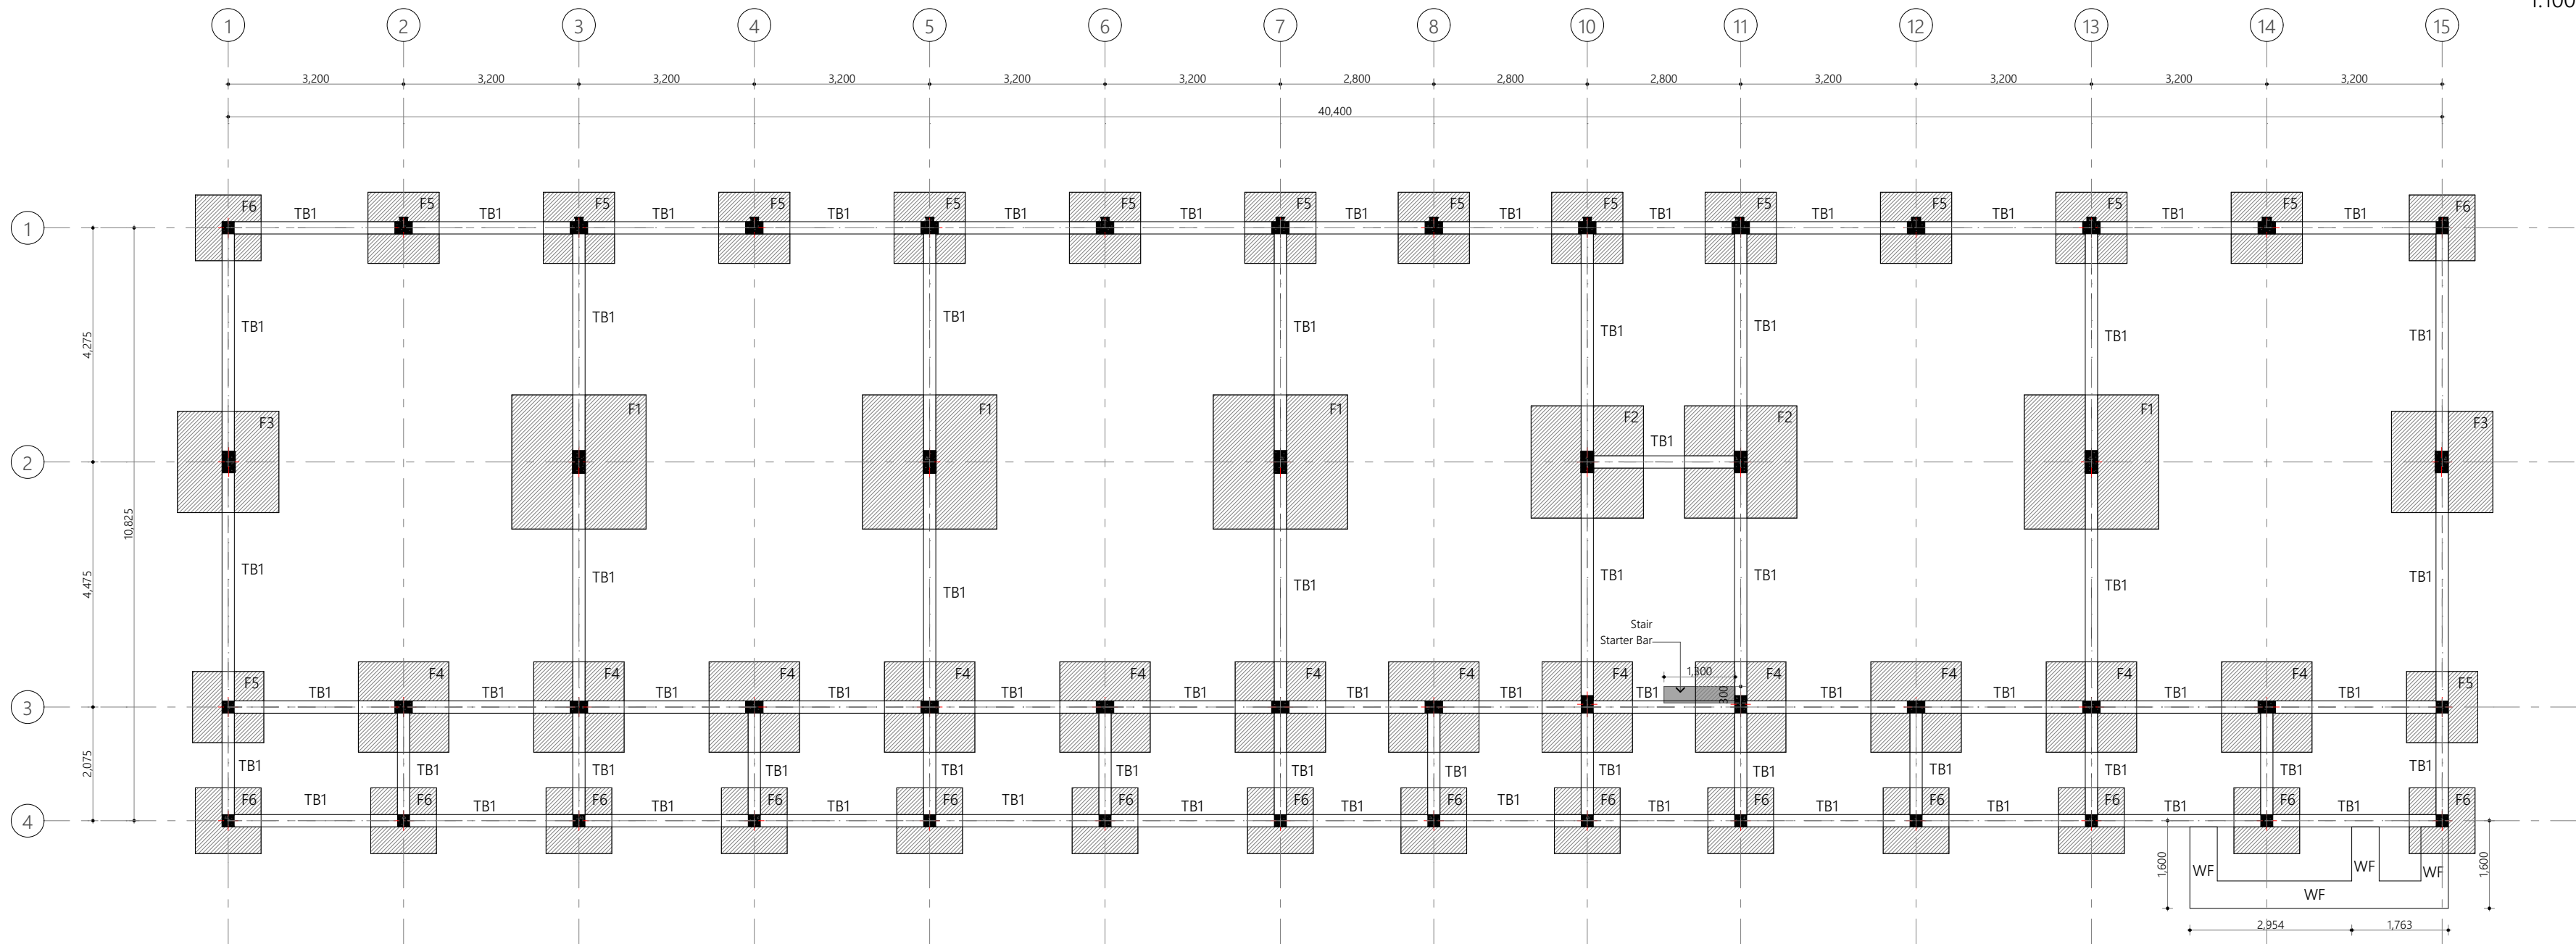 1:100
1 2 3 4 5 6 7 8 10 11 12 13 14 15
3,200 3,200 3,200 3,200 3,200 3,200 2,800 2,800 2,800 3,200 3,200 3,200 3,200
40,400
F6 F5 F5 F5 F5 F5 F5 F5 F5 F5 F5 F5 F5 F6
TB1 TB1 TB1 TB1 TB1 TB1 TB1 TB1 TB1 TB1 TB1 TB1 TB1
1
4,275
TB1 TB1 TB1 TB1 TB1 TB1 TB1 TB1
F3 F1 F1 F1 F2 F2 F1 F3
TB1
2
10,825
4,475
TB1 TB1 TB1 TB1 TB1 TB1 TB1 TB1
Stair
Starter Bar
1,300
300
F5 F4 F4 F4 F4 F4 F4 F4 F4 F4 F4 F4 F4 F5
TB1 TB1 TB1 TB1 TB1 TB1 TB1 TB1 TB1 TB1 TB1 TB1 TB1
3
2,075
TB1 TB1 TB1 TB1 TB1 TB1 TB1 TB1 TB1 TB1 TB1 TB1 TB1 TB1
F6 F6 F6 F6 F6 F6 F6 F6 F6 F6 F6 F6 F6 F6
TB1 TB1 TB1 TB1 TB1 TB1 TB1 TB1 TB1 TB1 TB1 TB1 TB1
4
1,600 WF WF WF 1,600
WF
2,954 1,763